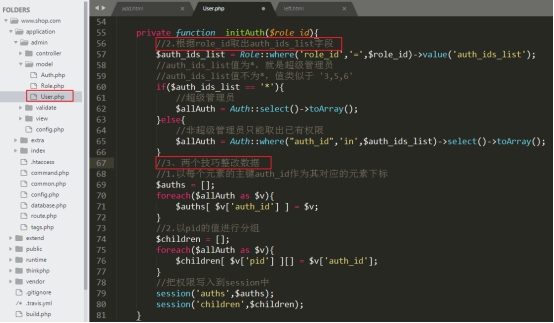 FOLDERS
www.shop.com
application
admin
controller
model
Auth.php
Role.php
User.php
validate
view
config.php
extra
index
.htaccess
command.php
common.php
config.php
database.php
route.php
tags.php
extend
public
runtime
thinkphp
vendor
.gitignore
.travis.yml
build.php
add.html
User.php
left.html
54
55 private function _initAuth($role_id){
56 //2.根据role_id取出auth_ids_list字段
57 $auth_ids_list = Role::where('role_id','=',$role_id)->value('auth_ids_list');
58 //auth_ids_list值为*，就是超级管理员
59 //auth_ids_list值不为*，值类似于 '3,5,6'
60 if($auth_ids_list == '*'){
61 //超级管理员
62 $allAuth = Auth::select()->toArray();
63 }else{
64 //非超级管理员只能取出已有权限
65 $allAuth = Auth::where("auth_id",'in',$auth_ids_list)->select()->toArray();
66 }
67 //3、两个技巧整改数据
68 //1.以每个元素的主键auth_id作为其对应的元素下标
69 $auths = [];
70 foreach($allAuth as $v){
71 $auths[ $v['auth_id'] ] = $v;
72 }
73 //2.以pid的值进行分组
74 $children = [];
75 foreach($allAuth as $v){
76 $children[ $v['pid'] ][] = $v['auth_id'];
77 }
78 //把权限写入到session中
79 session('auths',$auths);
80 session('children',$children);
81 }